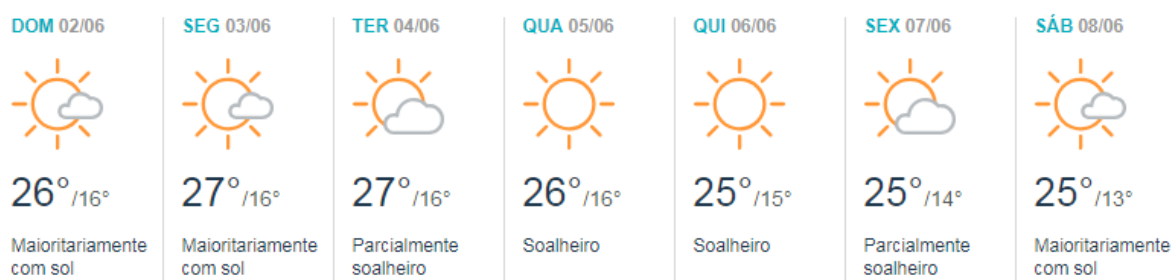 DOM 02/06
26°/16°
Maioritariamente
com sol
SEG 03/06
27°/16°
Maioritariamente
com sol
TER 04/06
27°/16°
Parcialmente
soalheiro
QUA 05/06
26°/16°
Soalheiro
QUI 06/06
25°/15°
Soalheiro
SEX 07/06
25°/14°
Parcialmente
soalheiro
SÁB 08/06
25°/13°
Maioritariamente
com sol